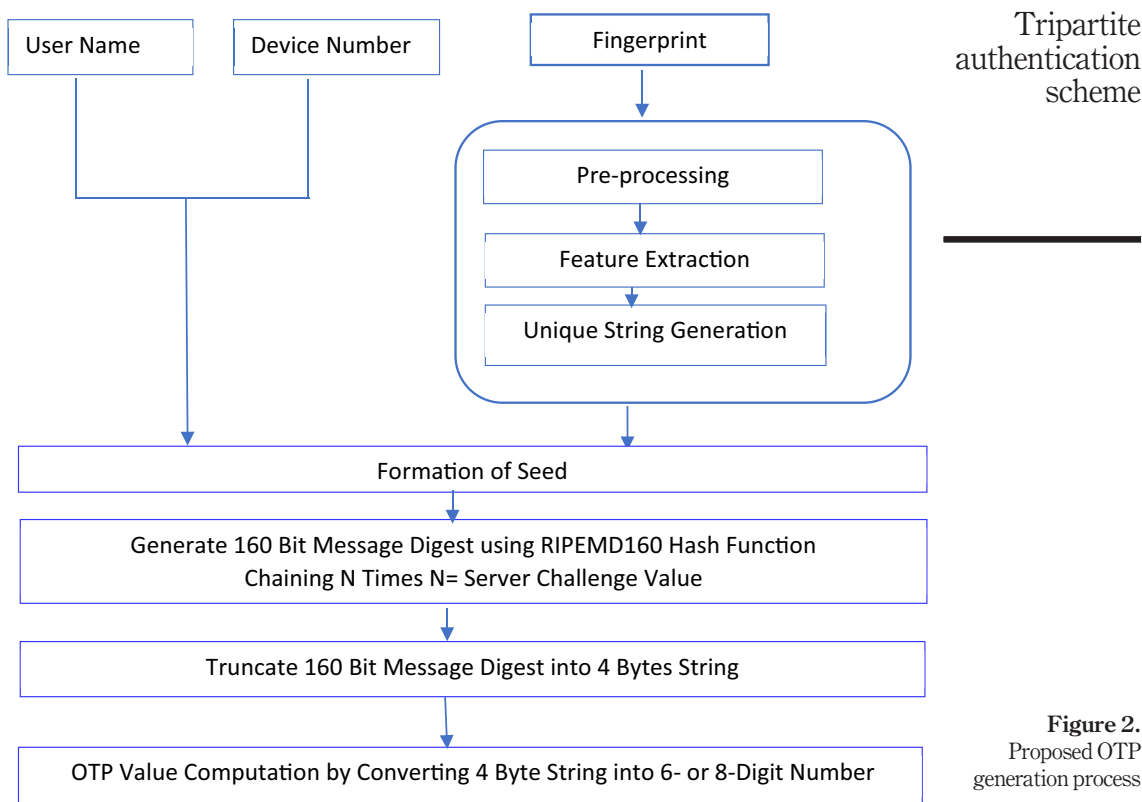 Tripartite
authentication
scheme
User Name
Device Number
Fingerprint
Pre-processing
Feature Extraction
Unique String Generation
Formation of Seed
Generate 160 Bit Message Digest using RIPEMD160 Hash Function
Chaining N Times N= Server Challenge Value
Truncate 160 Bit Message Digest into 4 Bytes String
OTP Value Computation by Converting 4 Byte String into 6- or 8-Digit Number
Figure 2.
Proposed OTP
generation process